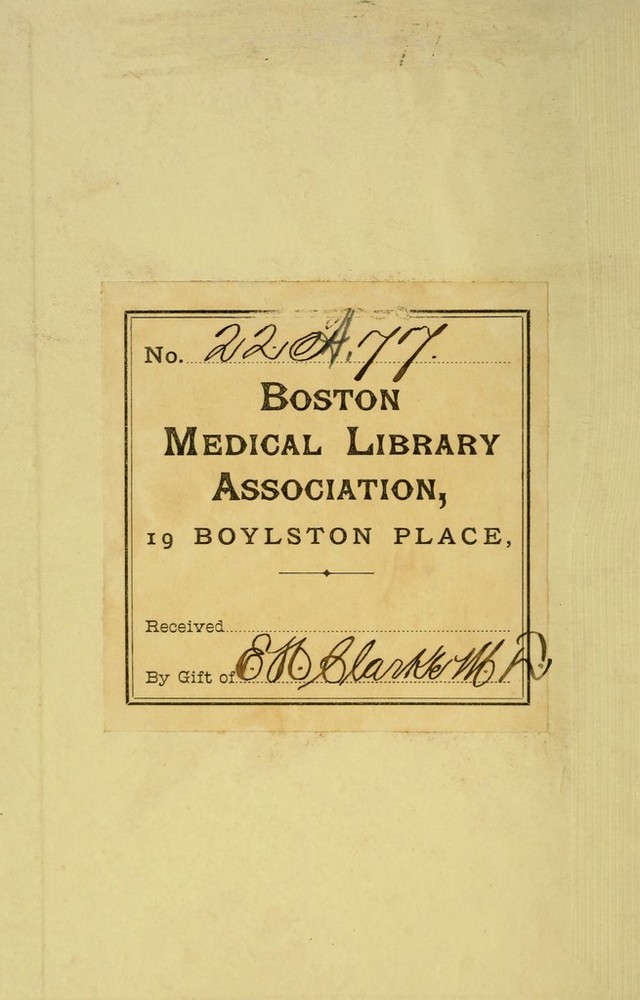 No. 22.A.77.
BOSTON
MEDICAL LIBRARY
ASSOCIATION,
19 BOYLSTON PLACE,
Received
By Gift of E.H. Clarke M.D.